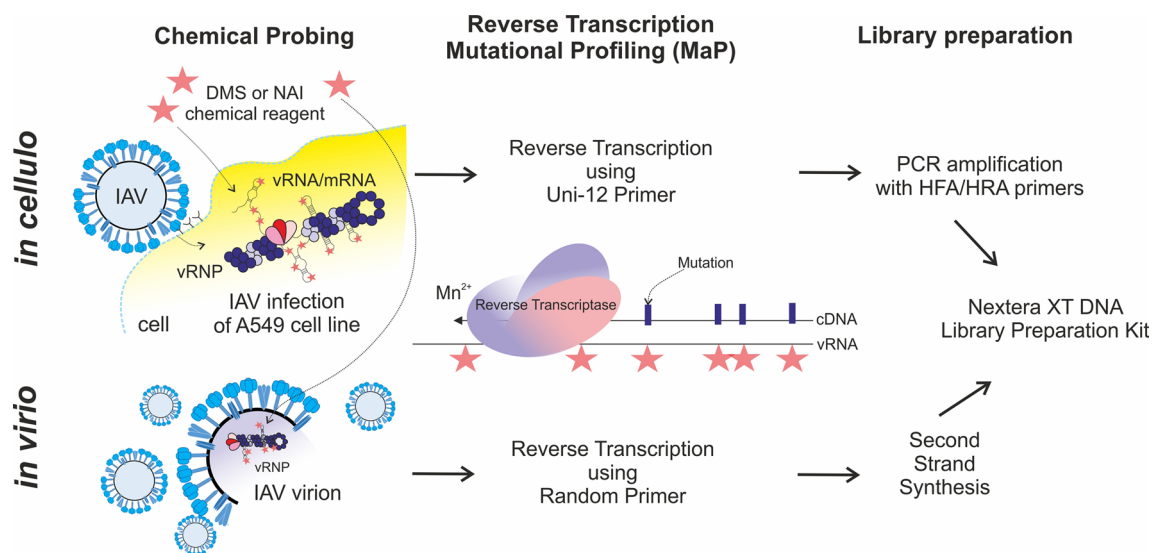 Chemical Probing
Reverse Transcription
Mutational Profiling (MaP)
Library preparation
in cellulo
DMS or NAI
chemical reagent
IAV
vRNA/mRNA
vRNP
IAV infection
of A549 cell line
cell
Reverse Transcription
using
Uni-12 Primer
PCR amplification
with HFA/HRA primers
Mutation
Mn2+
Reverse Transcriptase
cDNA
vRNA
Nextera XT DNA
Library Preparation Kit
in virio
vRNP
IAV virion
Reverse Transcription
using
Random Primer
Second
Strand
Synthesis